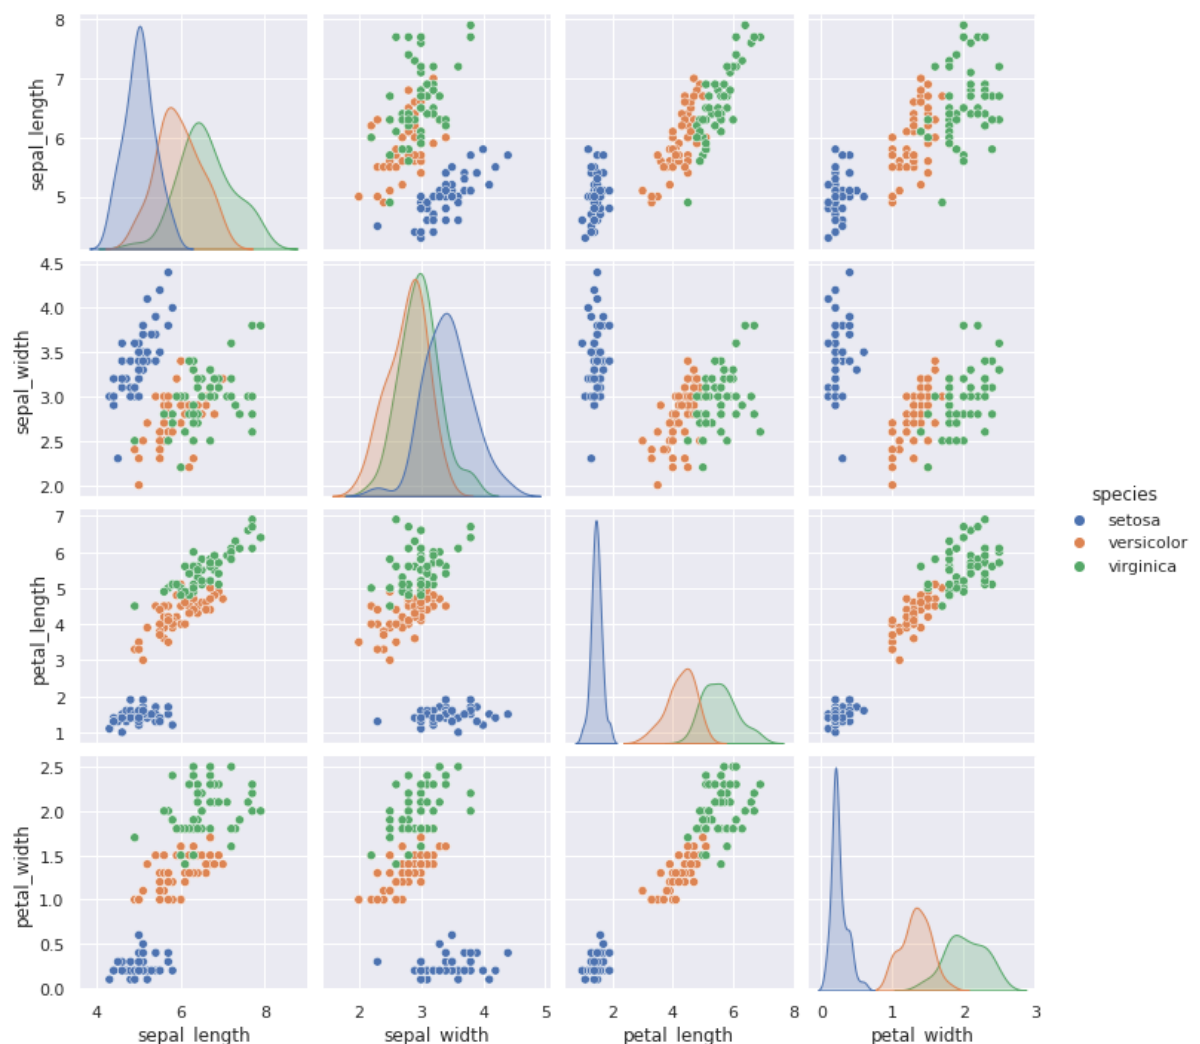 8
7
6
5
sepal_length
4.5
4.0
3.5
3.0
2.5
2.0
sepal_width
species
setosa
versicolor
virginica
7
6
5
4
3
2
1
petal_length
2.5
2.0
1.5
1.0
0.5
0.0
petal_width
4 6 8 2 3 4 5 2 4 6 8 0 1 2 3
sepal_length sepal_width petal_length petal_width